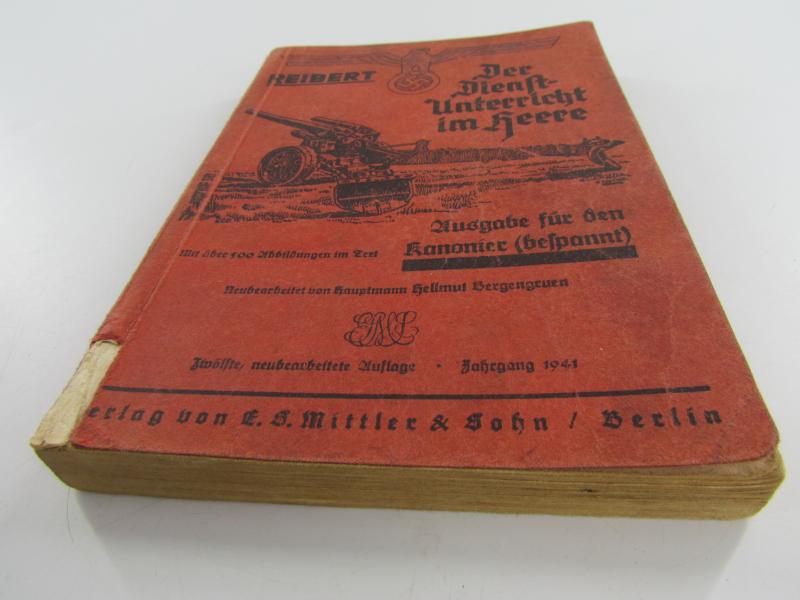 REIBERT
Der
Dienst-
Unterricht
im Heere
Ausgabe für den
Kanonier (bespannt)
Mit über 500 Abbildungen im Text
Neubearbeitet von Hauptmann Hellmut Bergengruen
Zwölfte, neubearbeitete Auflage · Jahrgang 1941
erlag von E. S. Mittler & Sohn / Berlin